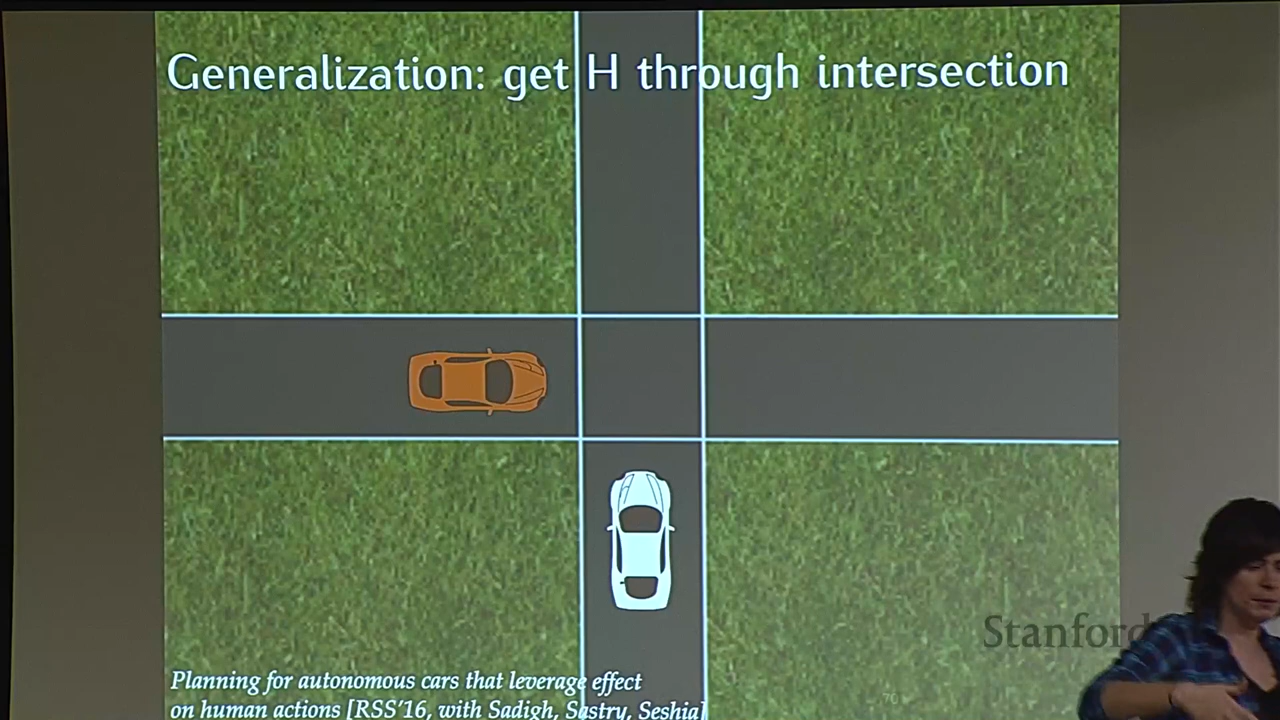 Generalization: get H through intersection
Stanford
Planning for autonomous cars that leverage effect
on human actions [RSS'16, with Sadigh, Sastry, Seshia]
70